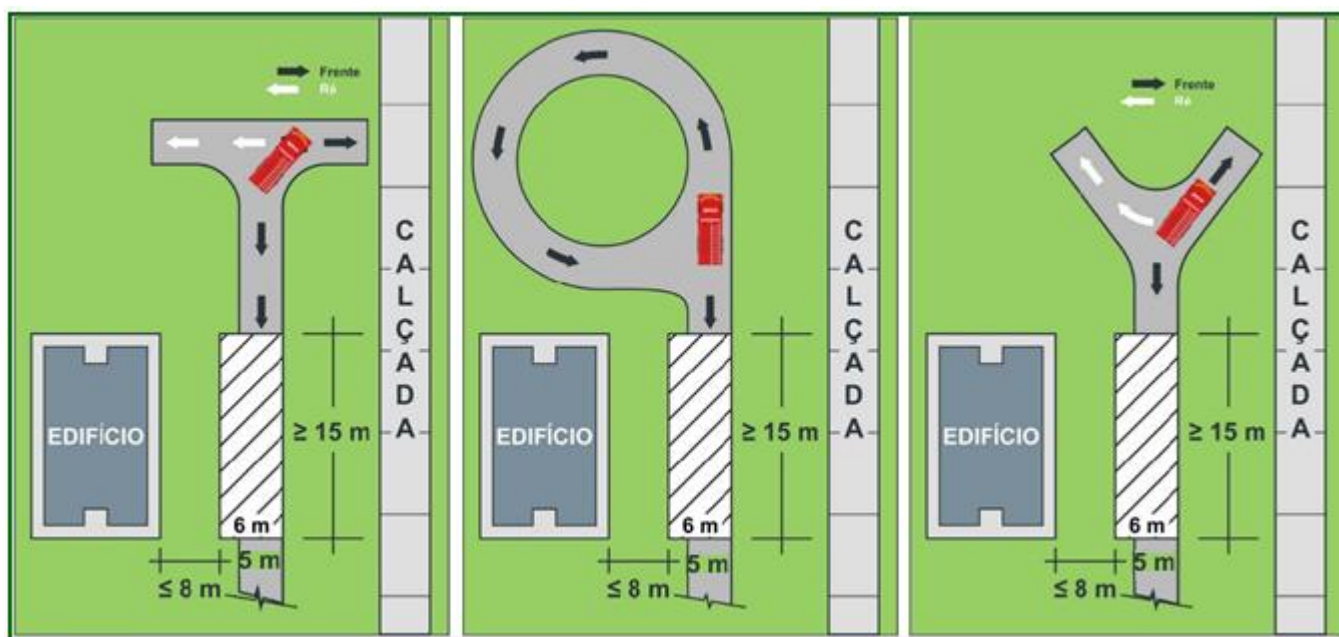 Frente
Ré
C
A
L
Ç
A
D
A
EDIFÍCIO
≥ 15 m
6 m
5 m
≤ 8 m
C
A
L
Ç
A
D
A
EDIFÍCIO
≥ 15 m
6 m
5 m
≤ 8 m
Frente
Ré
C
A
L
Ç
A
D
A
EDIFÍCIO
≥ 15 m
6 m
5 m
≤ 8 m